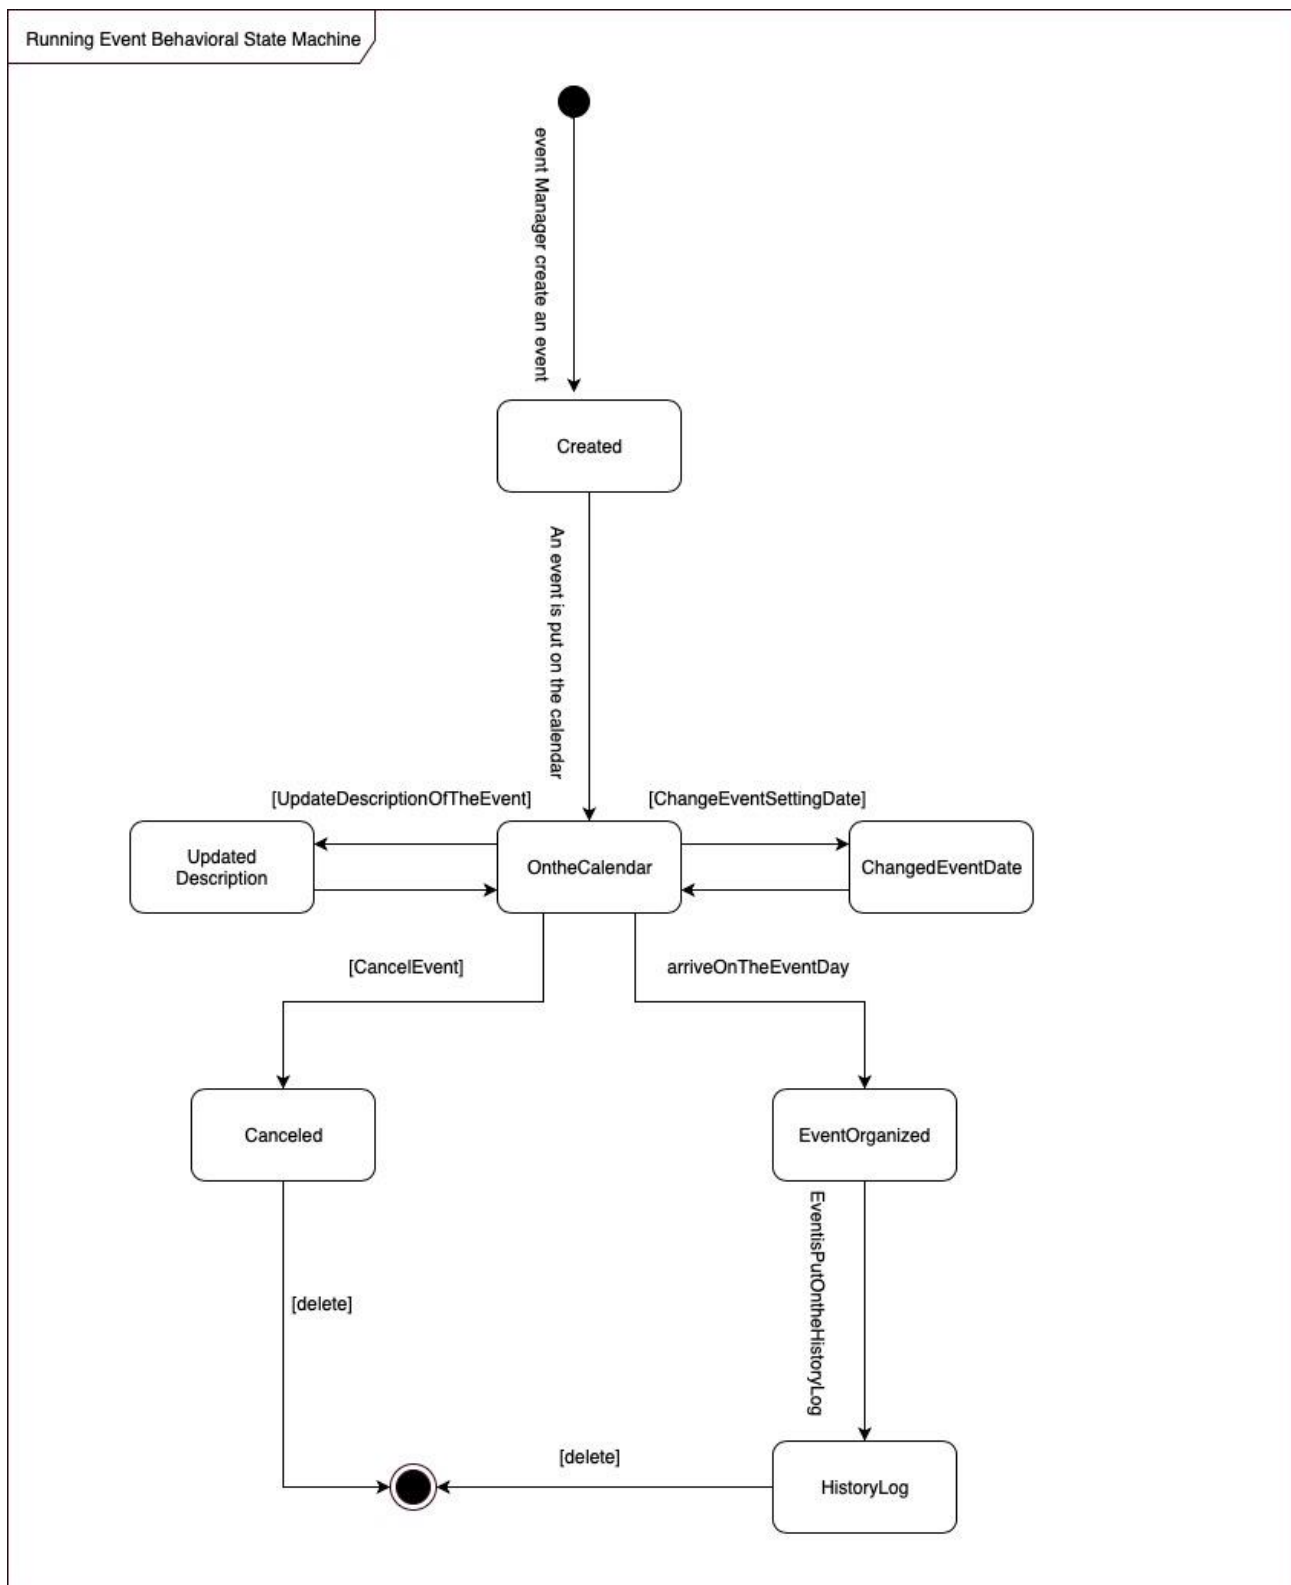 Running Event Behavioral State Machine
event Manager create an event
Created
An event is put on the calendar
[UpdateDescriptionOfTheEvent]
[ChangeEventSettingDate]
Updated
Description
OntheCalendar
ChangedEventDate
[CancelEvent]
arriveOnTheEventDay
Canceled
EventOrganized
EventisPutOntheHistoryLog
[delete]
[delete]
HistoryLog